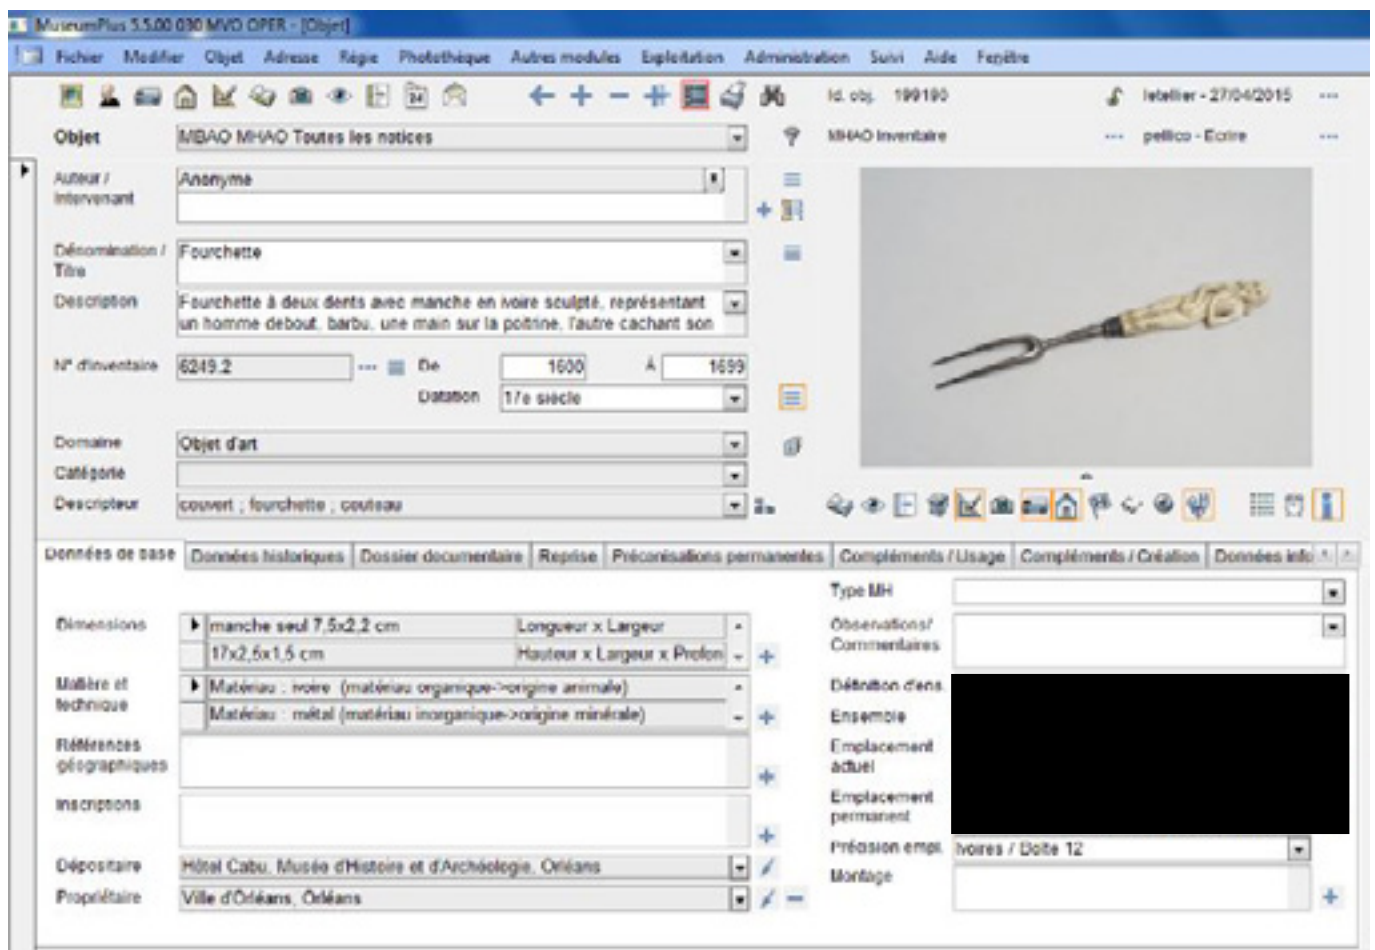 MuseumPlus 5.5.00 030 MVO OPER - [Objet]
Fichier Modifier Objet Adresse Régie Photothèque Autres modules Exploitation Administration Suivi Aide Fenêtre
24
Id. obj. 199190
letellier - 27/04/2015
Objet MBAO MHAO Toutes les notices
MHAO Inventaire
pellico - Ecrire
Auteur / Intervenant
Anonyme
Dénomination / Titre
Fourchette
Description
Fourchette à deux dents avec manche en ivoire sculpté, représentant
un homme debout, barbu, une main sur la poitrine, l'autre cachant son
N° d'inventaire 6249.2 De 1600 À 1699
Datation 17e siècle
Domaine Objet d'art
Catégorie
Descripteur couvert ; fourchette ; couteau
Données de base Données historiques Dossier documentaire Reprise Préconisations permanentes Compléments / Usage Compléments / Création Données info
Dimensions
manche seul 7,5x2,2 cm Longueur x Largeur
17x2,5x1,5 cm Hauteur x Largeur x Profon
Matière et technique
Matériau : ivoire (matériau organique->origine animale)
Matériau : métal (matériau inorganique->origine minérale)
Références géographiques
Inscriptions
Dépositaire Hôtel Cabu, Musée d'Histoire et d'Archéologie, Orléans
Propriétaire Ville d'Orléans, Orléans
Type MH
Observations/ Commentaires
Définition d'ens.
Ensemble
Emplacement actuel
Emplacement permanent
Précision empl. Ivoires / Boîte 12
Montage